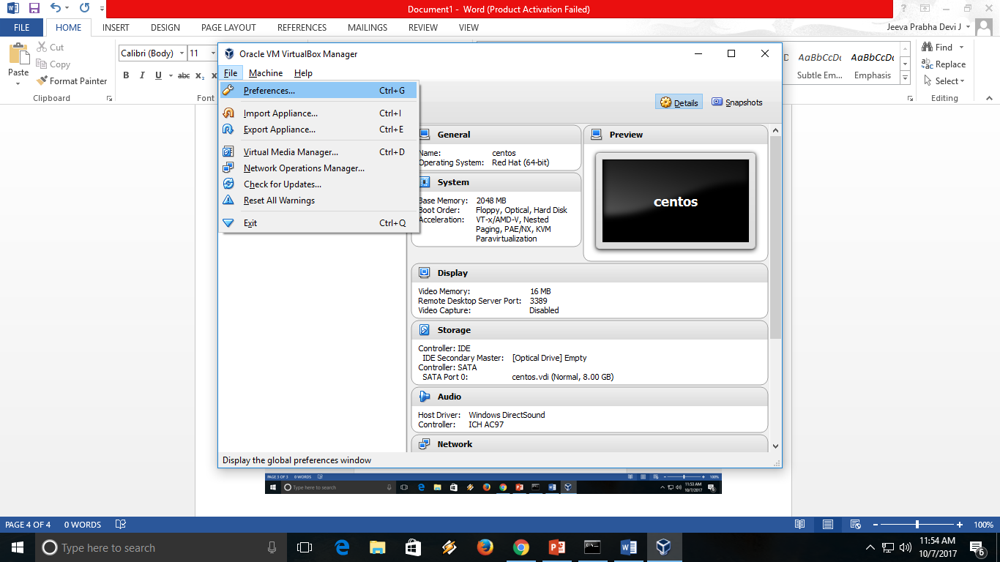 Document1 - Word (Product Activation Failed)
FILE HOME INSERT DESIGN PAGE LAYOUT REFERENCES MAILINGS REVIEW VIEW Jeeva Prabha Devi J
Calibri (Body) 11
Paste
Cut
Copy
Format Painter
Clipboard
B I U abc X₂
Font
AaBbCcDc AaBbCcDc
Subtle Em... Emphasis
Find
Replace
Select
Editing
Oracle VM VirtualBox Manager
File Machine Help
Preferences... Ctrl+G
Import Appliance... Ctrl+I
Export Appliance... Ctrl+E
Virtual Media Manager... Ctrl+D
Network Operations Manager...
Check for Updates...
Reset All Warnings
Exit Ctrl+Q
Details Snapshots
General
Name: centos
Operating System: Red Hat (64-bit)
System
Base Memory: 2048 MB
Boot Order: Floppy, Optical, Hard Disk
Acceleration: VT-x/AMD-V, Nested
Paging, PAE/NX, KVM
Paravirtualization
Preview
centos
Display
Video Memory: 16 MB
Remote Desktop Server Port: 3389
Video Capture: Disabled
Storage
Controller: IDE
IDE Secondary Master: [Optical Drive] Empty
Controller: SATA
SATA Port 0: centos.vdi (Normal, 8.00 GB)
Audio
Host Driver: Windows DirectSound
Controller: ICH AC97
Network
Display the global preferences window
PAGE 3 OF 3 0 WORDS 100%
Type here to search 11:53 AM
10/7/2017
PAGE 4 OF 4 0 WORDS 100%
Type here to search
11:54 AM
10/7/2017
6